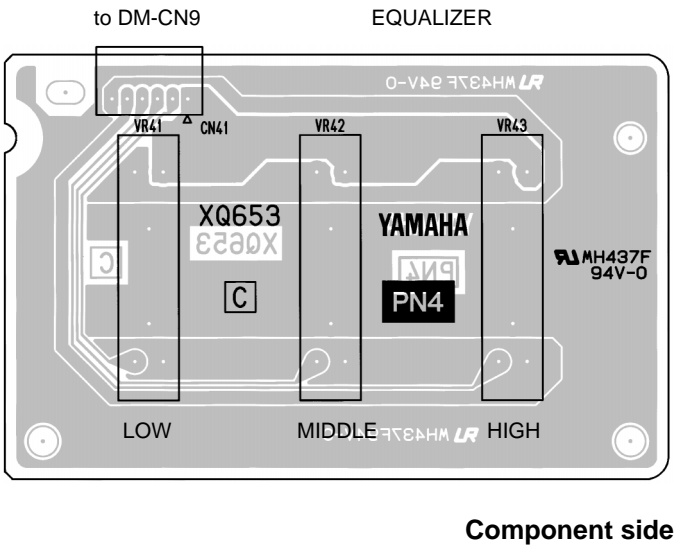 to DM-CN9
EQUALIZER
MH437F 94V-0
VR41
CN41
VR42
VR43
XQ653
YAMAHA
XQ653
C
PN4
MH437F
94V-0
C
PN4
LOW
MIDDLE
MH437F 94V-0
HIGH
Component side